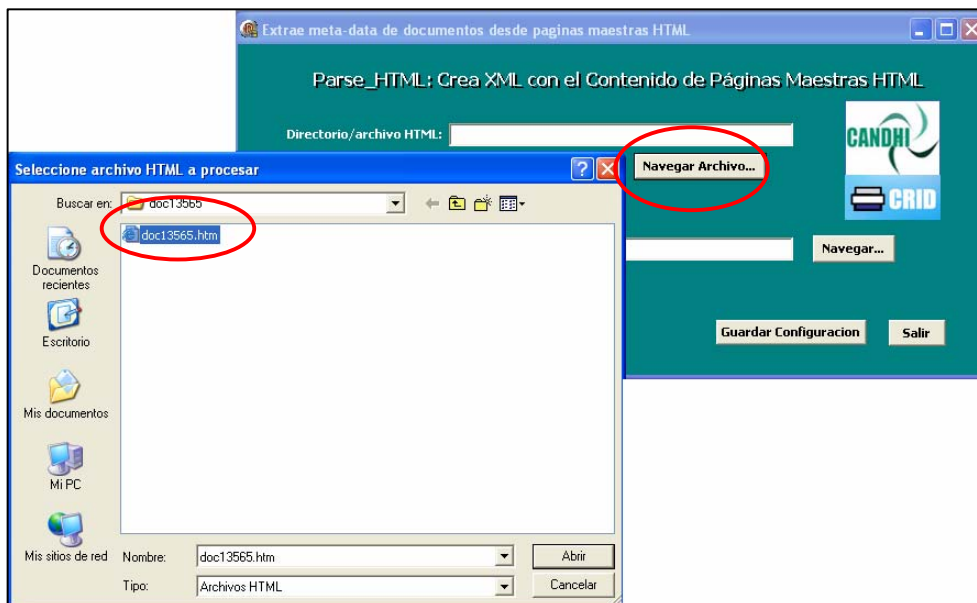 Extrae meta-data de documentos desde paginas maestras HTML
Parse_HTML: Crea XML con el Contenido de Páginas Maestras HTML
Directorio/archivo HTML:
Navegar Archivo...
CANDHI
CRID
Navegar...
Guardar Configuracion
Salir
Seleccione archivo HTML a procesar
Buscar en:
doc13565
doc13565.htm
Documentos
recientes
Escritorio
Mis documentos
Mi PC
Mis sitios de red
Nombre:
doc13565.htm
Abrir
Tipo:
Archivos HTML
Cancelar